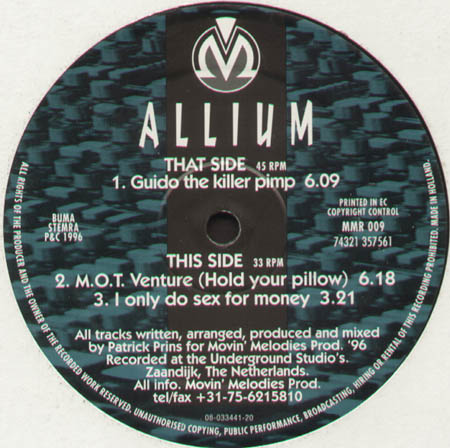 ALLIUM
THAT SIDE 45 RPM
1. Guido the killer pimp 6.09
BUMA
STEMRA
P&C 1996
PRINTED IN EC
COPYRIGHT CONTROL
MMR 009
74321 357561
THIS SIDE 33 RPM
2. M.O.T. Venture (Hold your pillow) 6.18
3. I only do sex for money 3.21
All tracks written, arranged, produced and mixed
by Patrick Prins for Movin' Melodies Prod. '96
Recorded at the Underground Studio's.
Zaandijk, The Netherlands.
All info. Movin' Melodies Prod.
tel/fax +31-75-6215810
08-033441-20
ALL RIGHTS OF THE PRODUCER AND THE OWNER OF THE RECORDED WORK RESERVED. UNAUTHORISED COPYING, PUBLIC PERFORMANCE, BROADCASTING, HIRING OR RENTAL OF THIS RECORDING PROHIBITED. MADE IN HOLLAND.